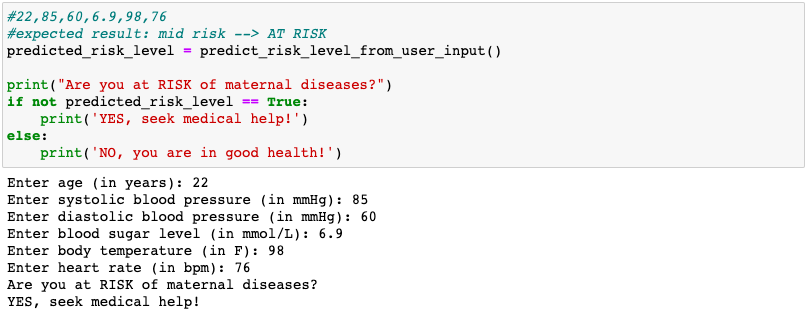 #22,85,60,6.9,98,76
#expected result: mid risk --> AT RISK
predicted_risk_level = predict_risk_level_from_user_input()
print("Are you at RISK of maternal diseases?")
if not predicted_risk_level == True:
    print('YES, seek medical help!')
else:
    print('NO, you are in good health!')
Enter age (in years): 22
Enter systolic blood pressure (in mmHg): 85
Enter diastolic blood pressure (in mmHg): 60
Enter blood sugar level (in mmol/L): 6.9
Enter body temperature (in F): 98
Enter heart rate (in bpm): 76
Are you at RISK of maternal diseases?
YES, seek medical help!